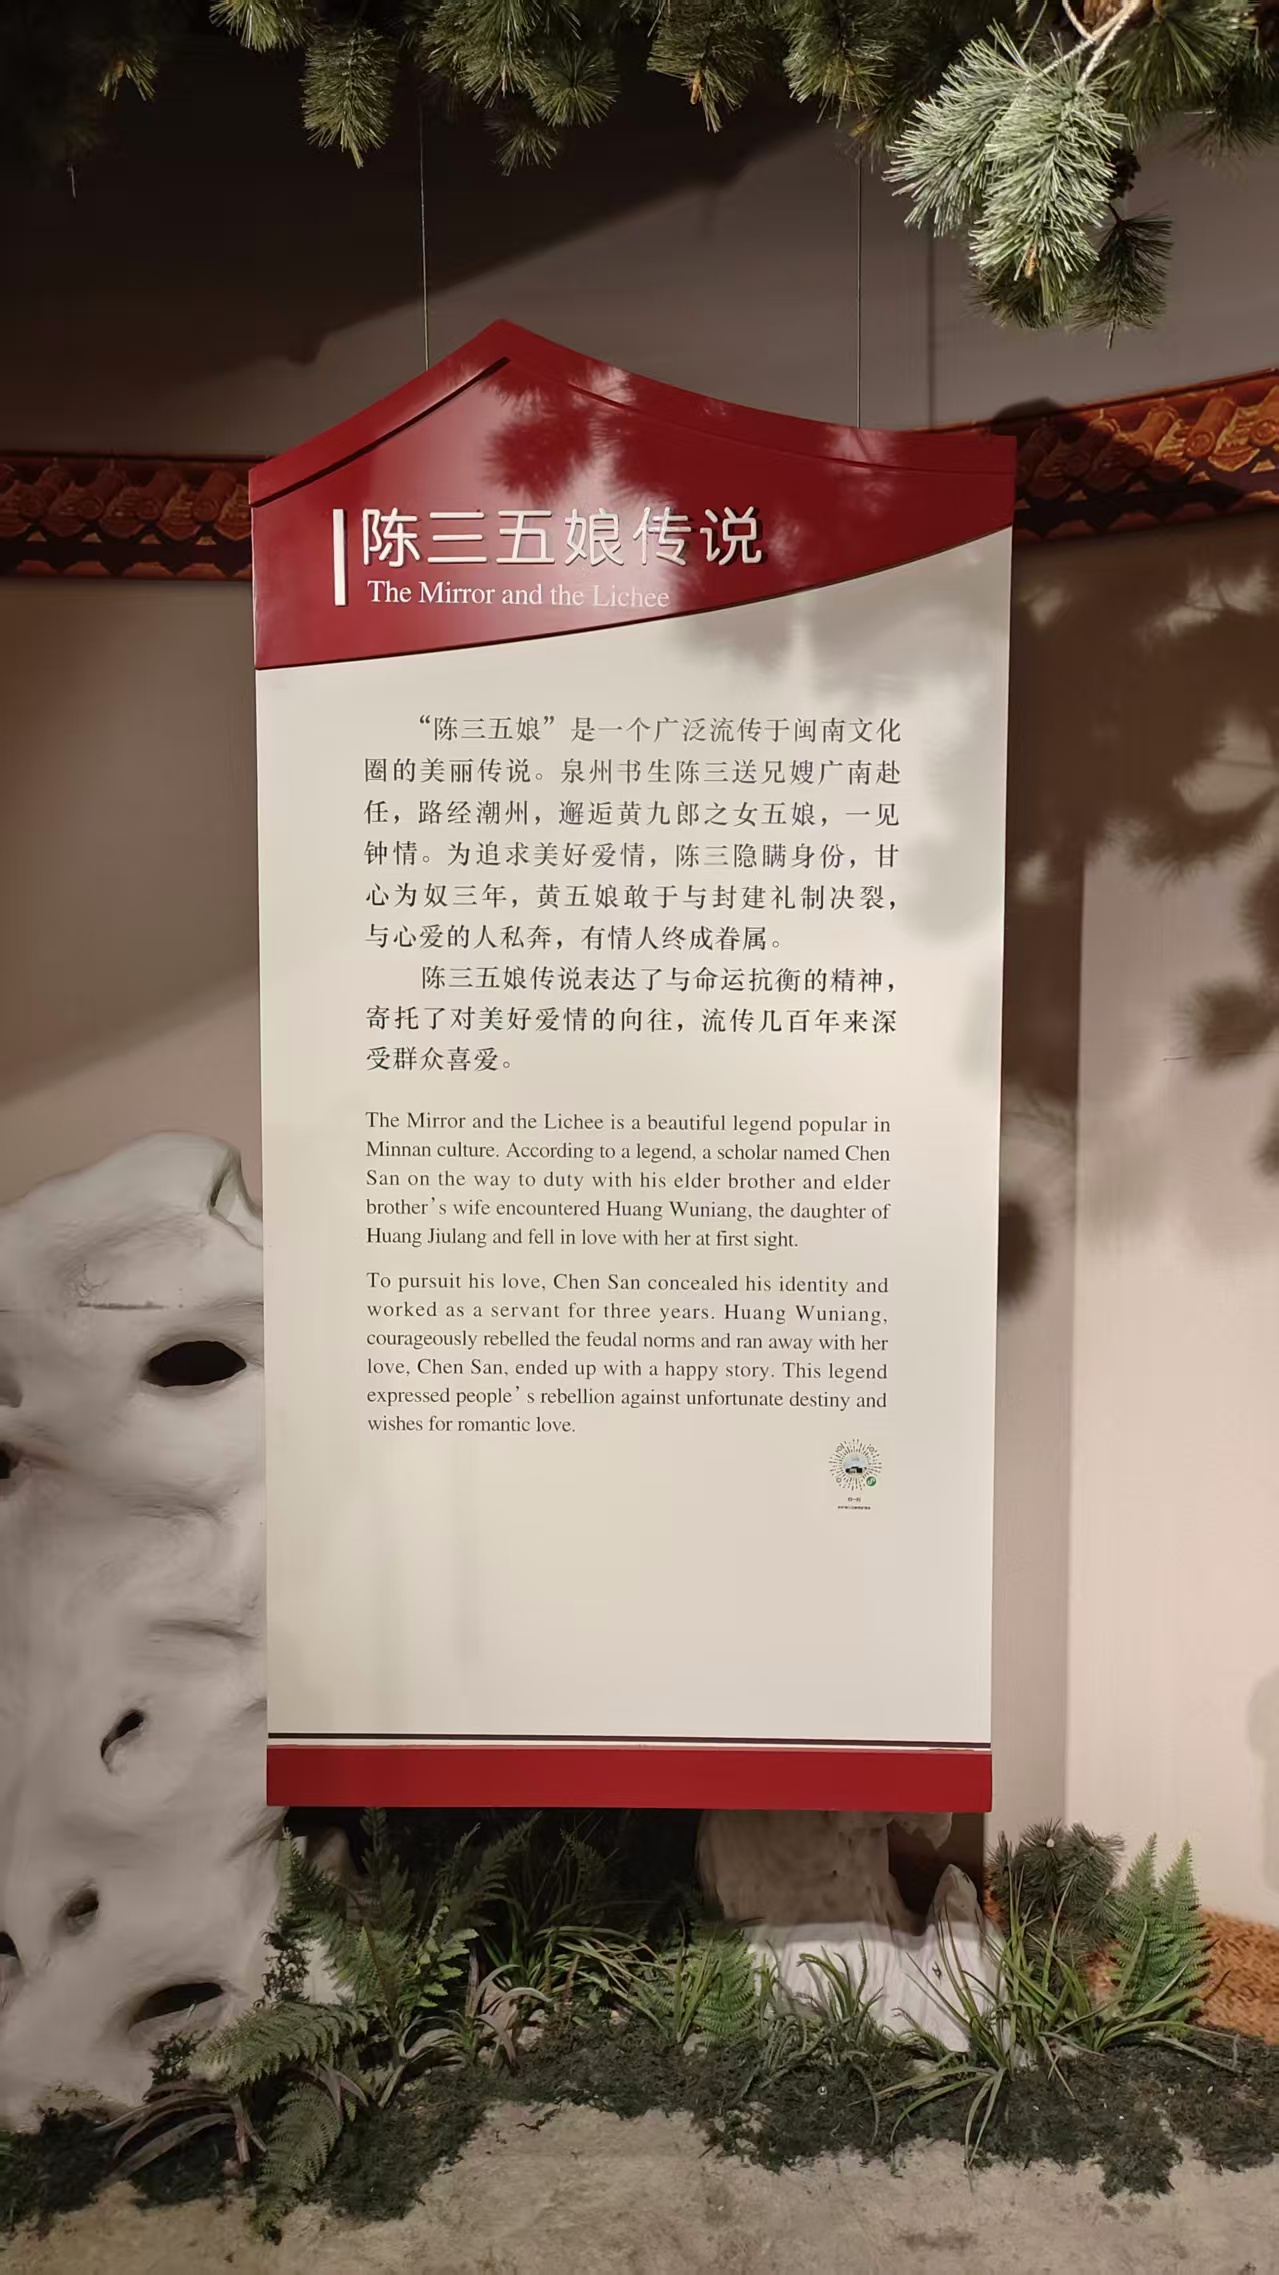 陈三五娘传说
The Mirror and the Lichee
“陈三五娘”是一个广泛流传于闽南文化
圈的美丽传说。泉州书生陈三送兄嫂广南赴
任，路经潮州，邂逅黄九郎之女五娘，一见
钟情。为追求美好爱情，陈三隐瞒身份，甘
心为奴三年，黄五娘敢于与封建礼制决裂，
与心爱的人私奔，有情人终成眷属。
陈三五娘传说表达了与命运抗衡的精神，
寄托了对美好爱情的向往，流传几百年来深
受群众喜爱。
The Mirror and the Lichee is a beautiful legend popular in
Minnan culture. According to a legend, a scholar named Chen
San on the way to duty with his elder brother and elder
brother’s wife encountered Huang Wuniang, the daughter of
Huang Jiulang and fell in love with her at first sight.
To pursuit his love, Chen San concealed his identity and
worked as a servant for three years. Huang Wuniang,
courageously rebelled the feudal norms and ran away with her
love, Chen San, ended up with a happy story. This legend
expressed people’s rebellion against unfortunate destiny and
wishes for romantic love.
扫一扫